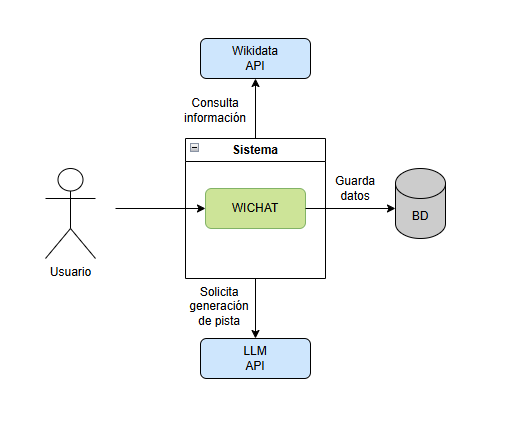 Wikidata
API
Consulta
información
Sistema
WICHAT
Guarda
datos
BD
Usuario
Solicita
generación
de pista
LLM
API